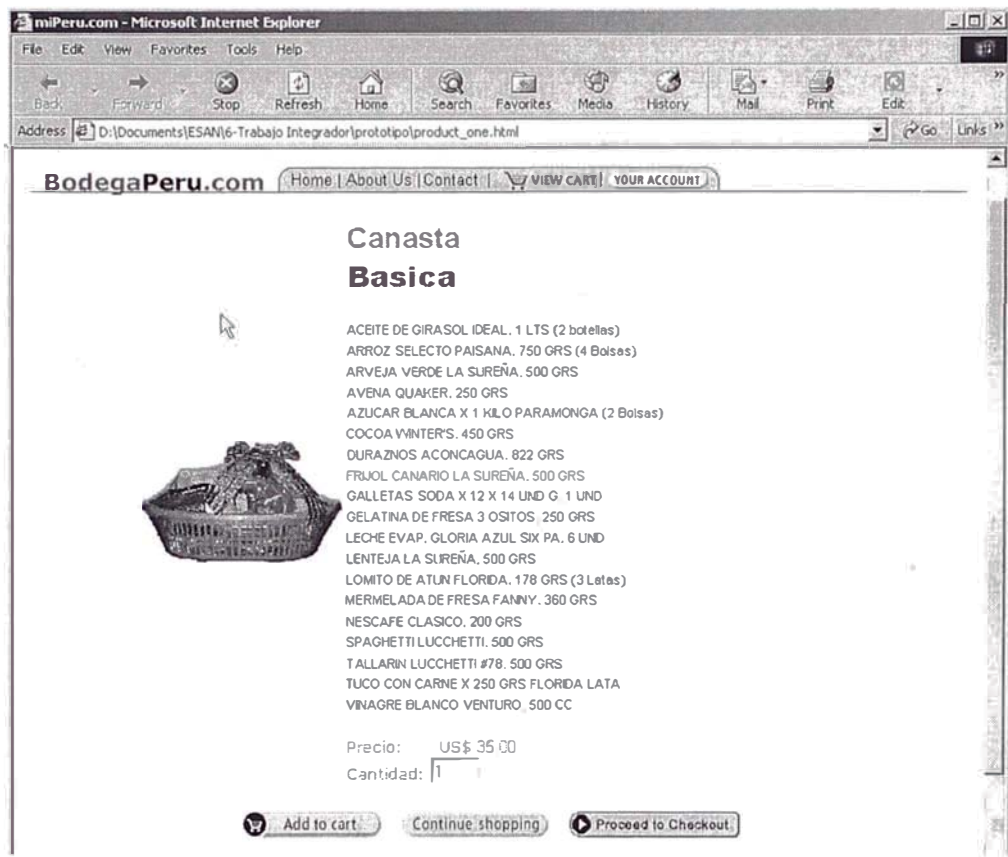 miPeru.com - Microsoft Internet Explorer
File Edit View Favorites Tools Help
Back Forward Stop Refresh Home Search Favorites Media History Mail Print Edit
Address D:\Documents\ESAN\6-Trabajo Integrador\prototipo\product_one.html Go Links »
BodegaPeru.com Home | About Us | Contact | VIEW CART | YOUR ACCOUNT
Canasta
Basica
ACEITE DE GIRASOL IDEAL, 1 LTS (2 botellas)
ARROZ SELECTO PAISANA, 750 GRS (4 Bolsas)
ARVEJA VERDE LA SUREÑA, 500 GRS
AVENA QUAKER, 250 GRS
AZUCAR BLANCA X 1 KILO PARAMONGA (2 Bolsas)
COCOA WINTER'S, 450 GRS
DURAZNOS ACONCAGUA, 822 GRS
FRIJOL CANARIO LA SUREÑA, 500 GRS
GALLETAS SODA X 12 X 14 UND G. 1 UND
GELATINA DE FRESA 3 OSITOS, 250 GRS
LECHE EVAP. GLORIA AZUL SIX PA. 6 UND
LENTEJA LA SUREÑA, 500 GRS
LOMITO DE ATUN FLORIDA, 178 GRS (3 Latas)
MERMELADA DE FRESA FANNY, 360 GRS
NESCAFE CLASICO, 200 GRS
SPAGHETTI LUCCHETTI, 500 GRS
TALLARIN LUCCHETTI #78, 500 GRS
TUCO CON CARNE X 250 GRS FLORIDA LATA
VINAGRE BLANCO VENTURO, 500 CC
Precio: US$ 35.00
Cantidad: 1
Add to cart Continue shopping Proceed to Checkout